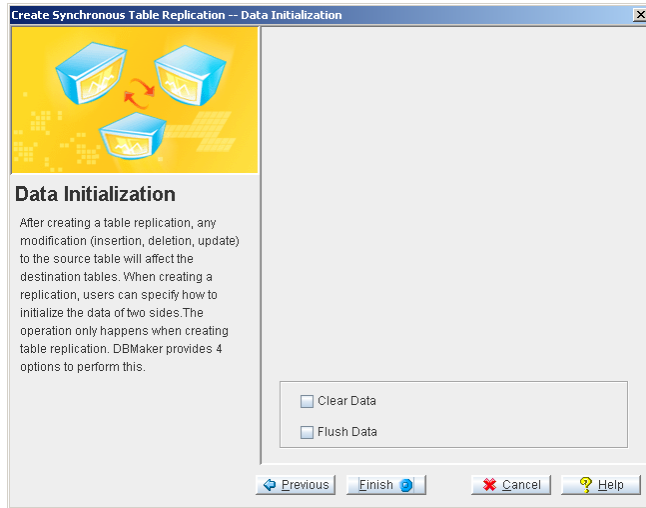 Create Synchronous Table Replication -- Data Initialization
Data Initialization
After creating a table replication, any
modification (insertion, deletion, update)
to the source table will affect the
destination tables. When creating a
replication, users can specify how to
initialize the data of two sides.The
operation only happens when creating
table replication. DBMaker provides 4
options to perform this.
Clear Data
Flush Data
Previous
Finish
Cancel
Help